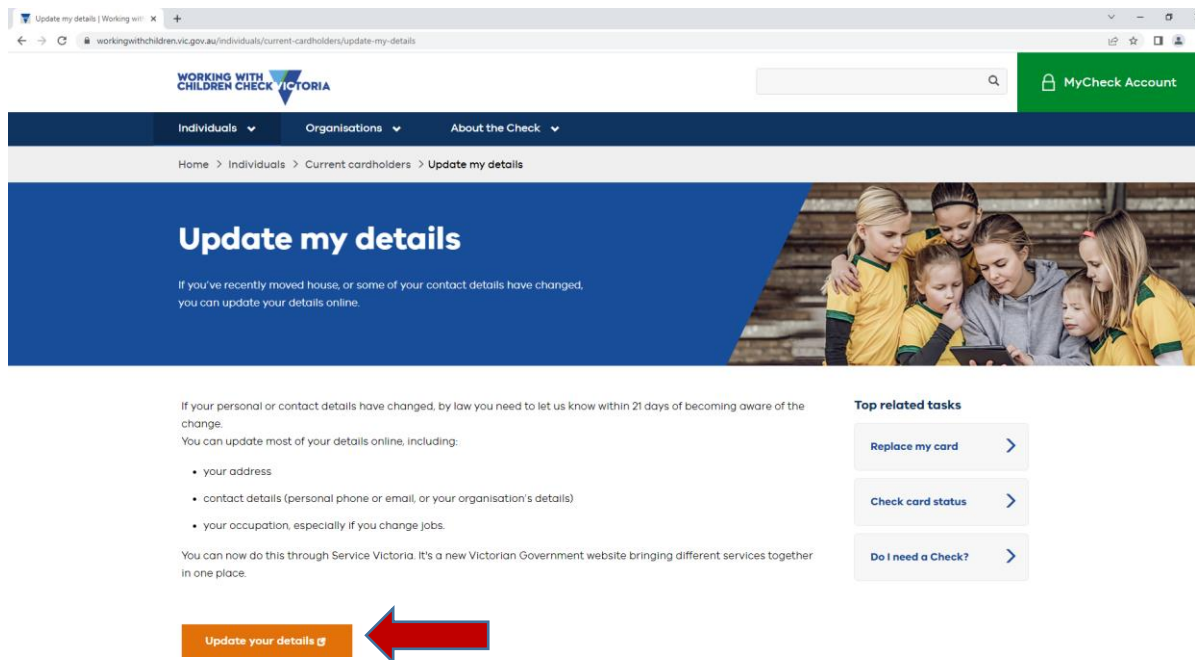 Update my details | Working with
workingwithchildren.vic.gov.au/individuals/current-cardholders/update-my-details
WORKING WITH
CHILDREN CHECK VICTORIA
MyCheck Account
Individuals Organisations About the Check
Home > Individuals > Current cardholders > Update my details
Update my details
If you've recently moved house, or some of your contact details have changed,
you can update your details online.
If your personal or contact details have changed, by law you need to let us know within 21 days of becoming aware of the
change.
You can update most of your details online, including:
• your address
• contact details (personal phone or email, or your organisation's details)
• your occupation, especially if you change jobs.
You can now do this through Service Victoria. It's a new Victorian Government website bringing different services together
in one place.
Update your details
Top related tasks
Replace my card
Check card status
Do I need a Check?